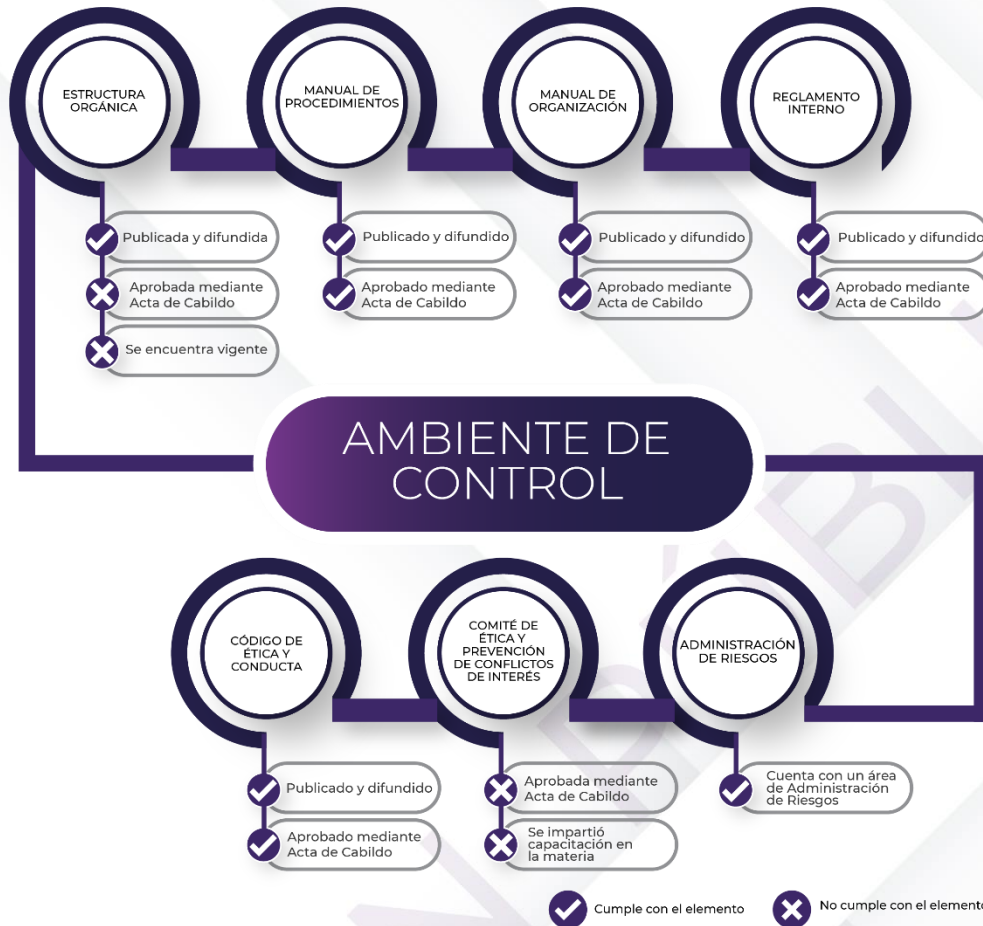 ESTRUCTURA
ORGÁNICA
Publicada y difundida
Aprobada mediante
Acta de Cabildo
Se encuentra vigente
MANUAL DE
PROCEDIMIENTOS
Publicado y difundido
Aprobado mediante
Acta de Cabildo
MANUAL DE
ORGANIZACIÓN
Publicado y difundido
Aprobado mediante
Acta de Cabildo
REGLAMENTO
INTERNO
Publicado y difundido
Aprobado mediante
Acta de Cabildo
AMBIENTE DE
CONTROL
CÓDIGO DE
ÉTICA Y
CONDUCTA
Publicado y difundido
Aprobado mediante
Acta de Cabildo
COMITÉ DE
ÉTICA Y
PREVENCIÓN
DE CONFLICTOS
DE INTERÉS
Aprobada mediante
Acta de Cabildo
Se impartió
capacitación en
la materia
ADMINISTRACIÓN
DE RIESGOS
Cuenta con un área
de Administración
de Riesgos
Cumple con el elemento
No cumple con el elemento